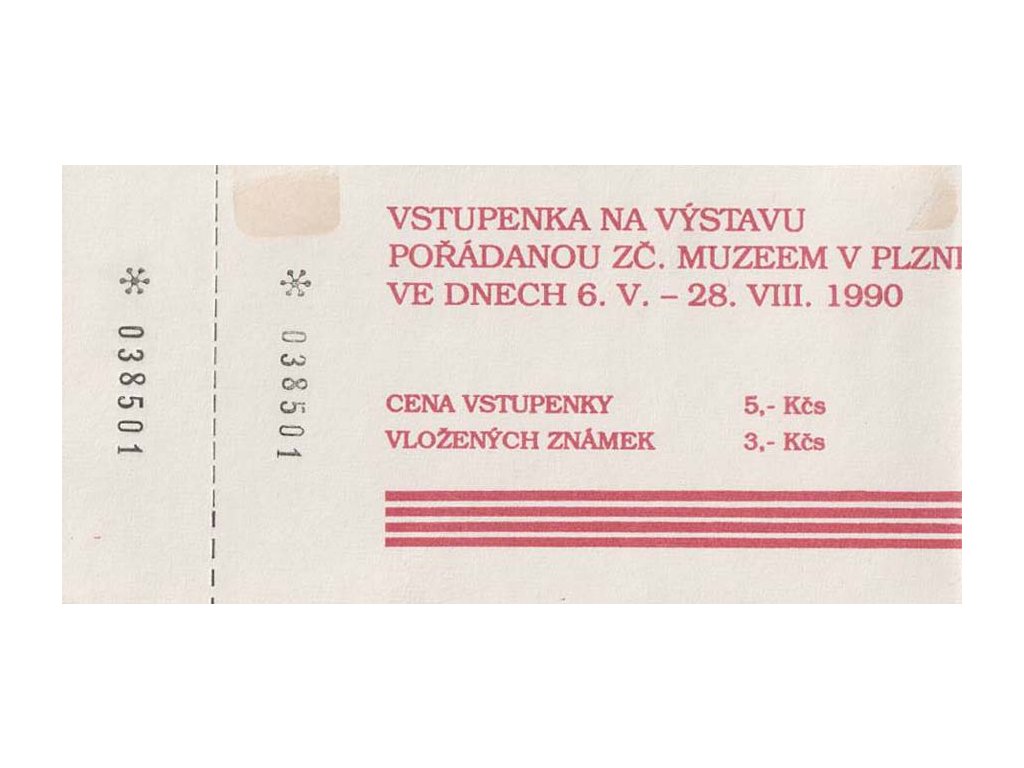 * 038501
* 038501
VSTUPENKA NA VÝSTAVU
POŘÁDANOU ZČ. MUZEEM V PLZNI
VE DNECH 6. V. – 28. VIII. 1990
CENA VSTUPENKY 5,- Kčs
VLOŽENÝCH ZNÁMEK 3,- Kčs